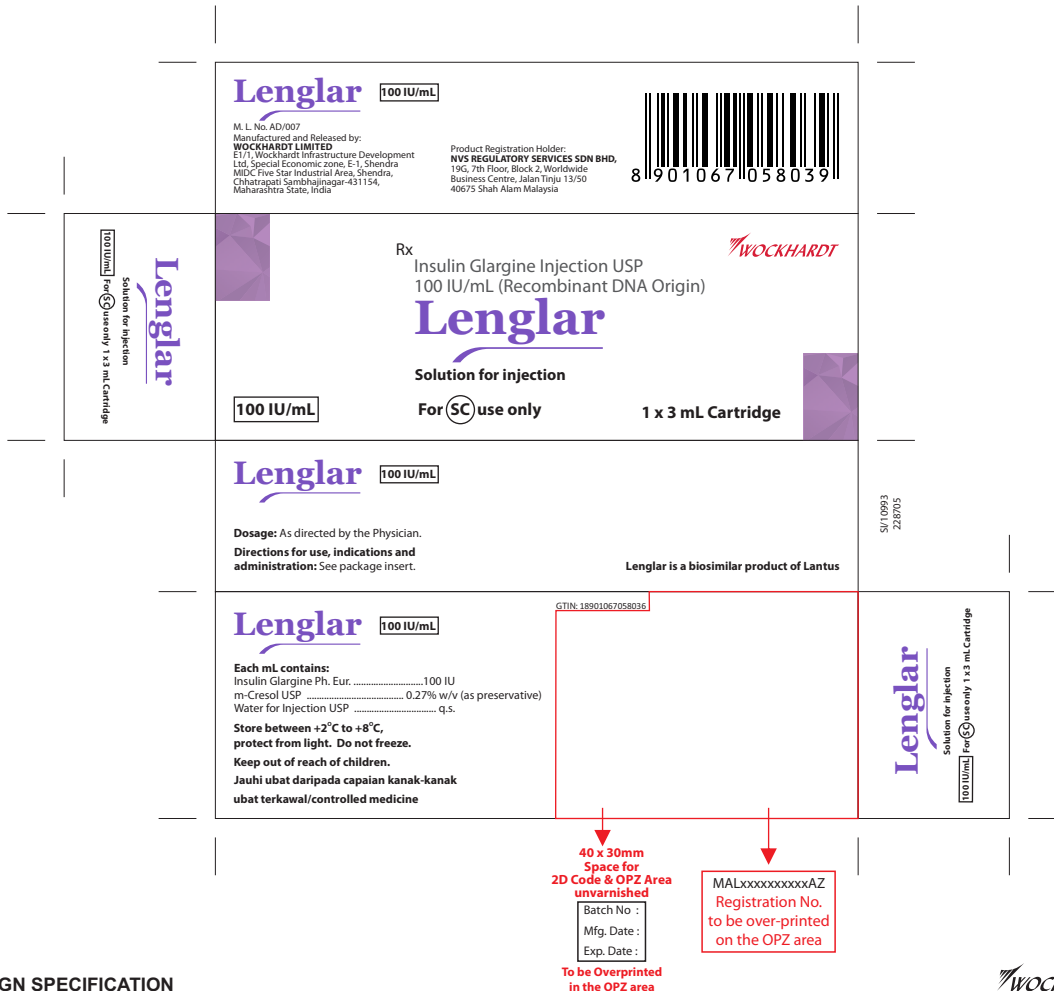 Lenglar 100 IU/mL
M. L. No. AD/007
Manufactured and Released by:
WOCKHARDT LIMITED
E1/1, Wockhardt Infrastructure Development
Ltd, Special Economic zone, E-1, Shendra
MIDC Five Star Industrial Area, Shendra,
Chhatrapati Sambhajinagar-431154,
Maharashtra State, India
Product Registration Holder:
NVS REGULATORY SERVICES SDN BHD,
19G, 7th Floor, Block 2, Worldwide
Business Centre, Jalan Tinju 13/50
40675 Shah Alam Malaysia
8 901067 058039
Lenglar
Solution for injection
100 IU/mL For SC use only 1 x 3 mL Cartridge
Rx
Insulin Glargine Injection USP
100 IU/mL (Recombinant DNA Origin)
WOCKHARDT
Lenglar
Solution for injection
100 IU/mL
For SC use only
1 x 3 mL Cartridge
Lenglar 100 IU/mL
Dosage: As directed by the Physician.
Directions for use, indications and
administration: See package insert.
Lenglar is a biosimilar product of Lantus
SI/10993
228705
Lenglar 100 IU/mL
Each mL contains:
Insulin Glargine Ph. Eur. ............................100 IU
m-Cresol USP ....................................... 0.27% w/v (as preservative)
Water for Injection USP ................................. q.s.
Store between +2°C to +8°C,
protect from light. Do not freeze.
Keep out of reach of children.
Jauhi ubat daripada capaian kanak-kanak
ubat terkawal/controlled medicine
GTIN: 18901067058036
Lenglar
Solution for injection
100 IU/mL For SC use only 1 x 3 mL Cartridge
40 x 30mm
Space for
2D Code & OPZ Area
unvarnished
Batch No :
Mfg. Date :
Exp. Date :
To be Overprinted
in the OPZ area
MALxxxxxxxxxxAZ
Registration No.
to be over-printed
on the OPZ area
GN SPECIFICATION
WOC